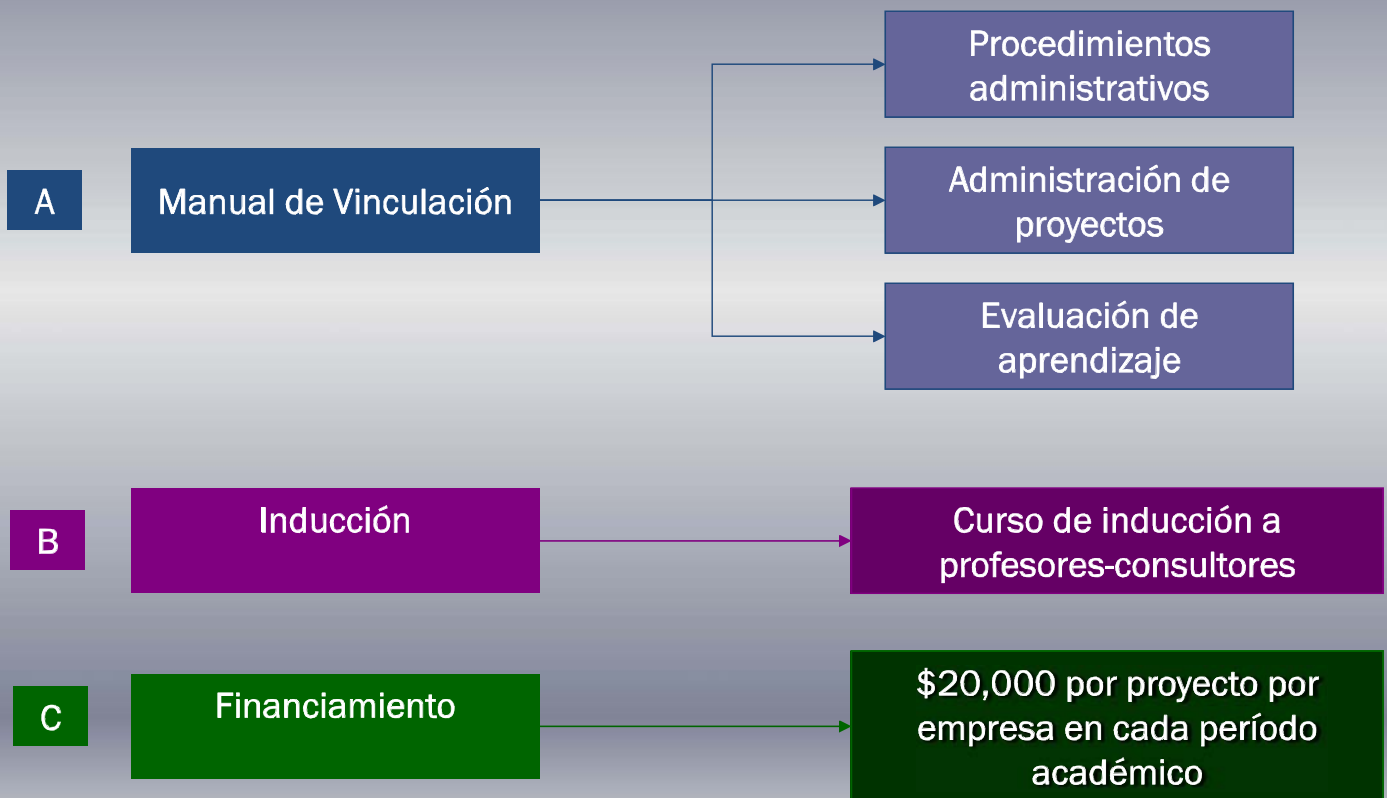 Procedimientos
administrativos
A
Manual de Vinculación
Administración de
proyectos
Evaluación de
aprendizaje
B
Inducción
Curso de inducción a
profesores-consultores
C
Financiamiento
$20,000 por proyecto por
empresa en cada período
académico